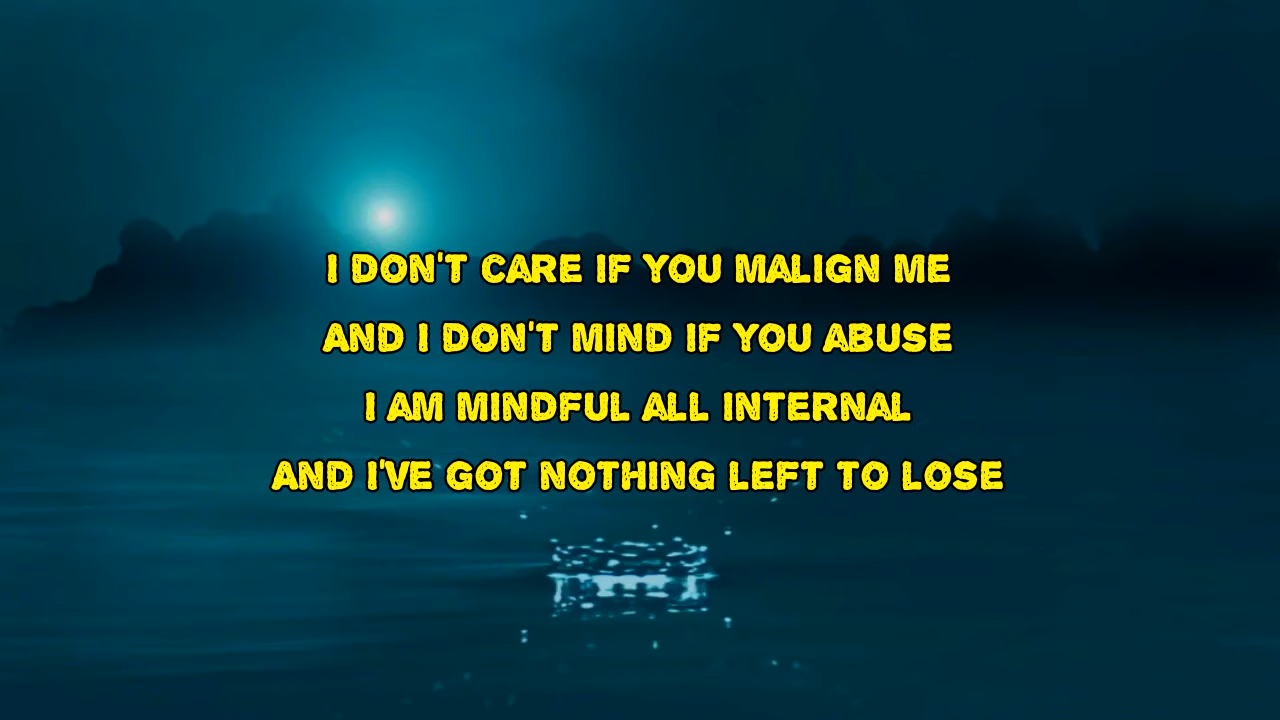 I DON'T CARE IF YOU MALIGN ME
AND I DON'T MIND IF YOU ABUSE
I AM MINDFUL ALL INTERNAL
AND I'VE GOT NOTHING LEFT TO LOSE